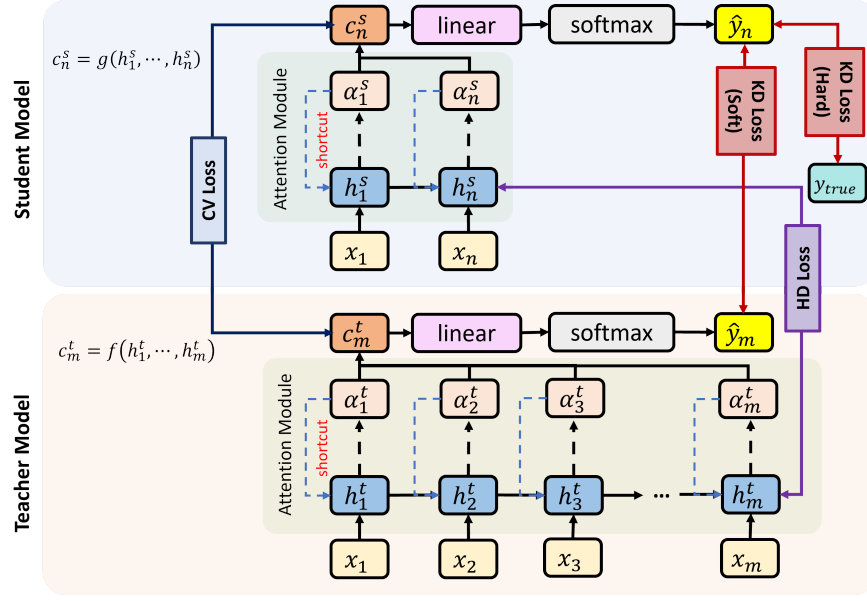 Student Model
c_n^s = g(h_1^s, ⋯, h_n^s)
c_n^s
linear
softmax
ŷ_n
Attention Module
α_1^s
α_n^s
shortcut
h_1^s
h_n^s
x_1
x_n
CV Loss
KD Loss
(Soft)
KD Loss
(Hard)
y_true
HD Loss
Teacher Model
c_m^t = f(h_1^t, ⋯, h_m^t)
c_m^t
linear
softmax
ŷ_m
Attention Module
α_1^t
α_2^t
α_3^t
α_m^t
shortcut
h_1^t
h_2^t
h_3^t
...
h_m^t
x_1
x_2
x_3
x_m